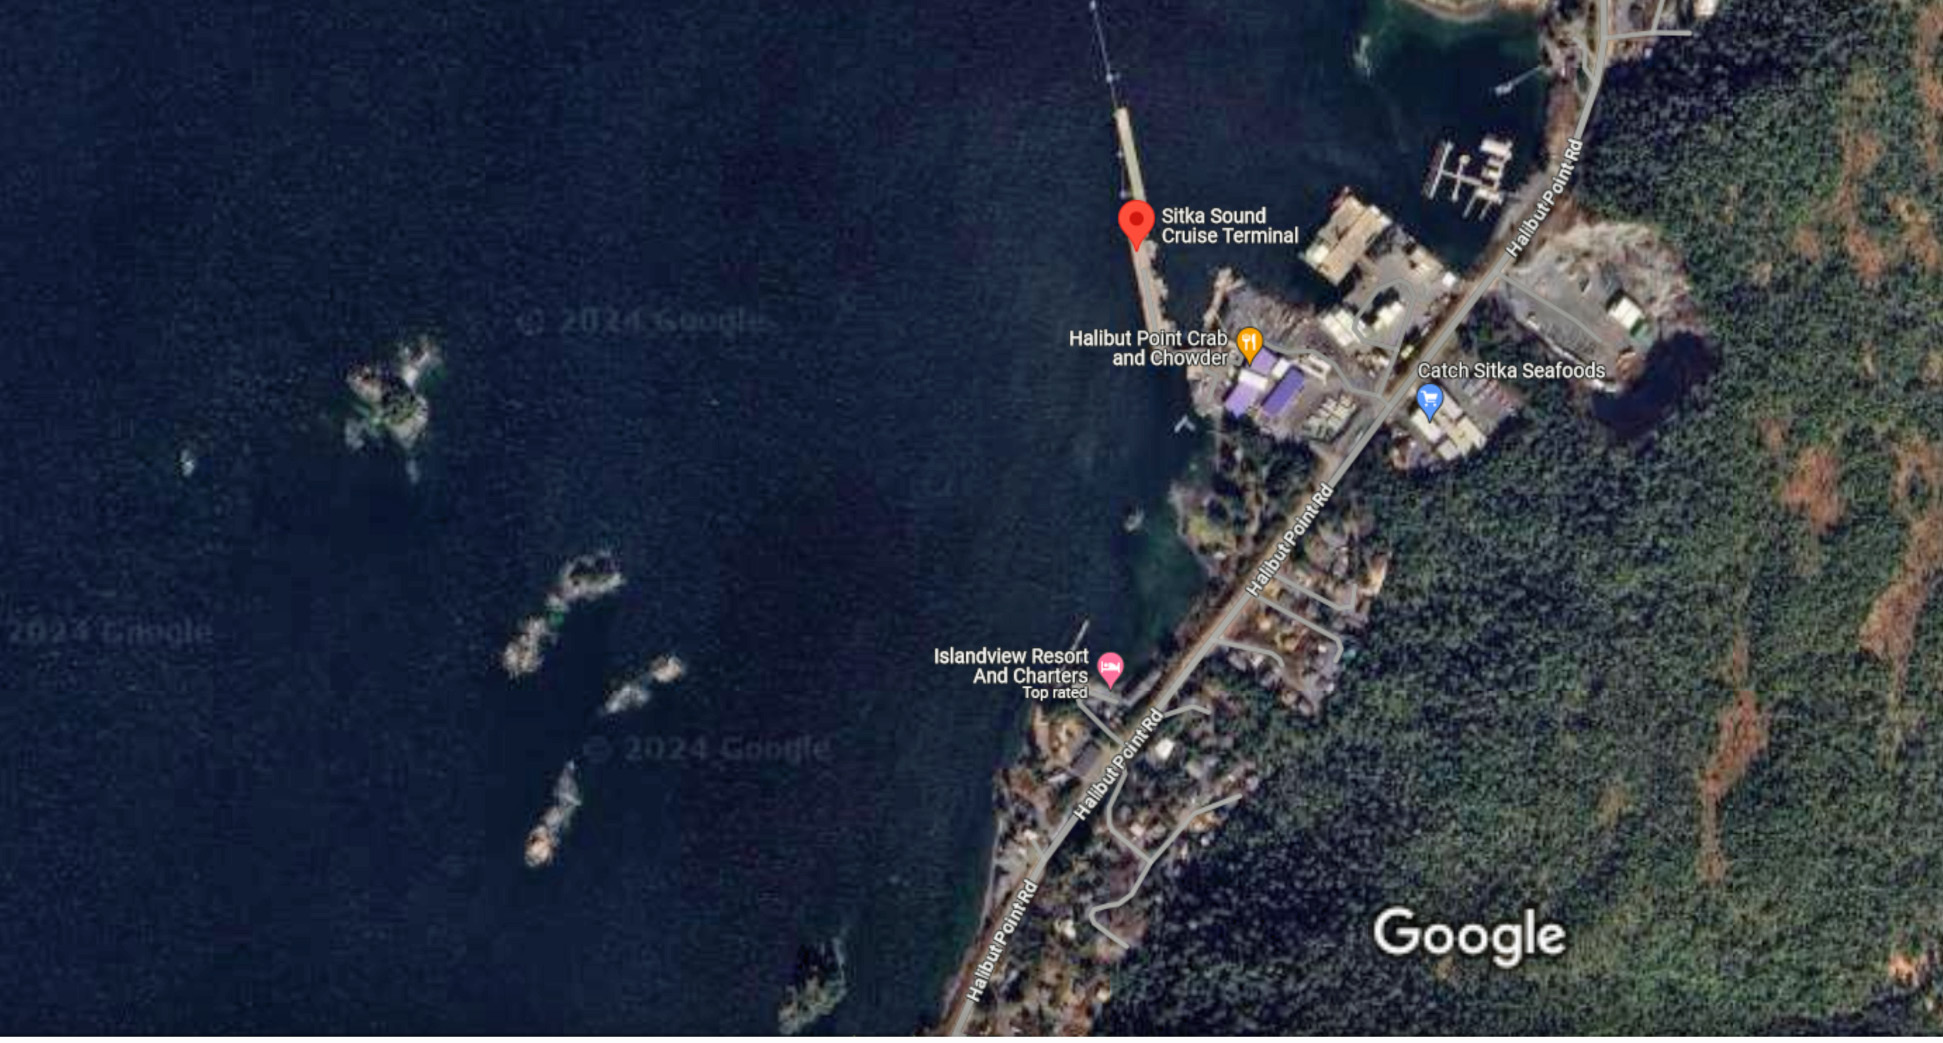 Halibut Point Rd
Sitka Sound
Cruise Terminal
© 2024 Google
Halibut Point Crab
and Chowder
Catch Sitka Seafoods
Halibut Point Rd
2024 Google
Islandview Resort
And Charters
Top rated
© 2024 Google
Halibut Point Rd
Halibut Point Rd
Google